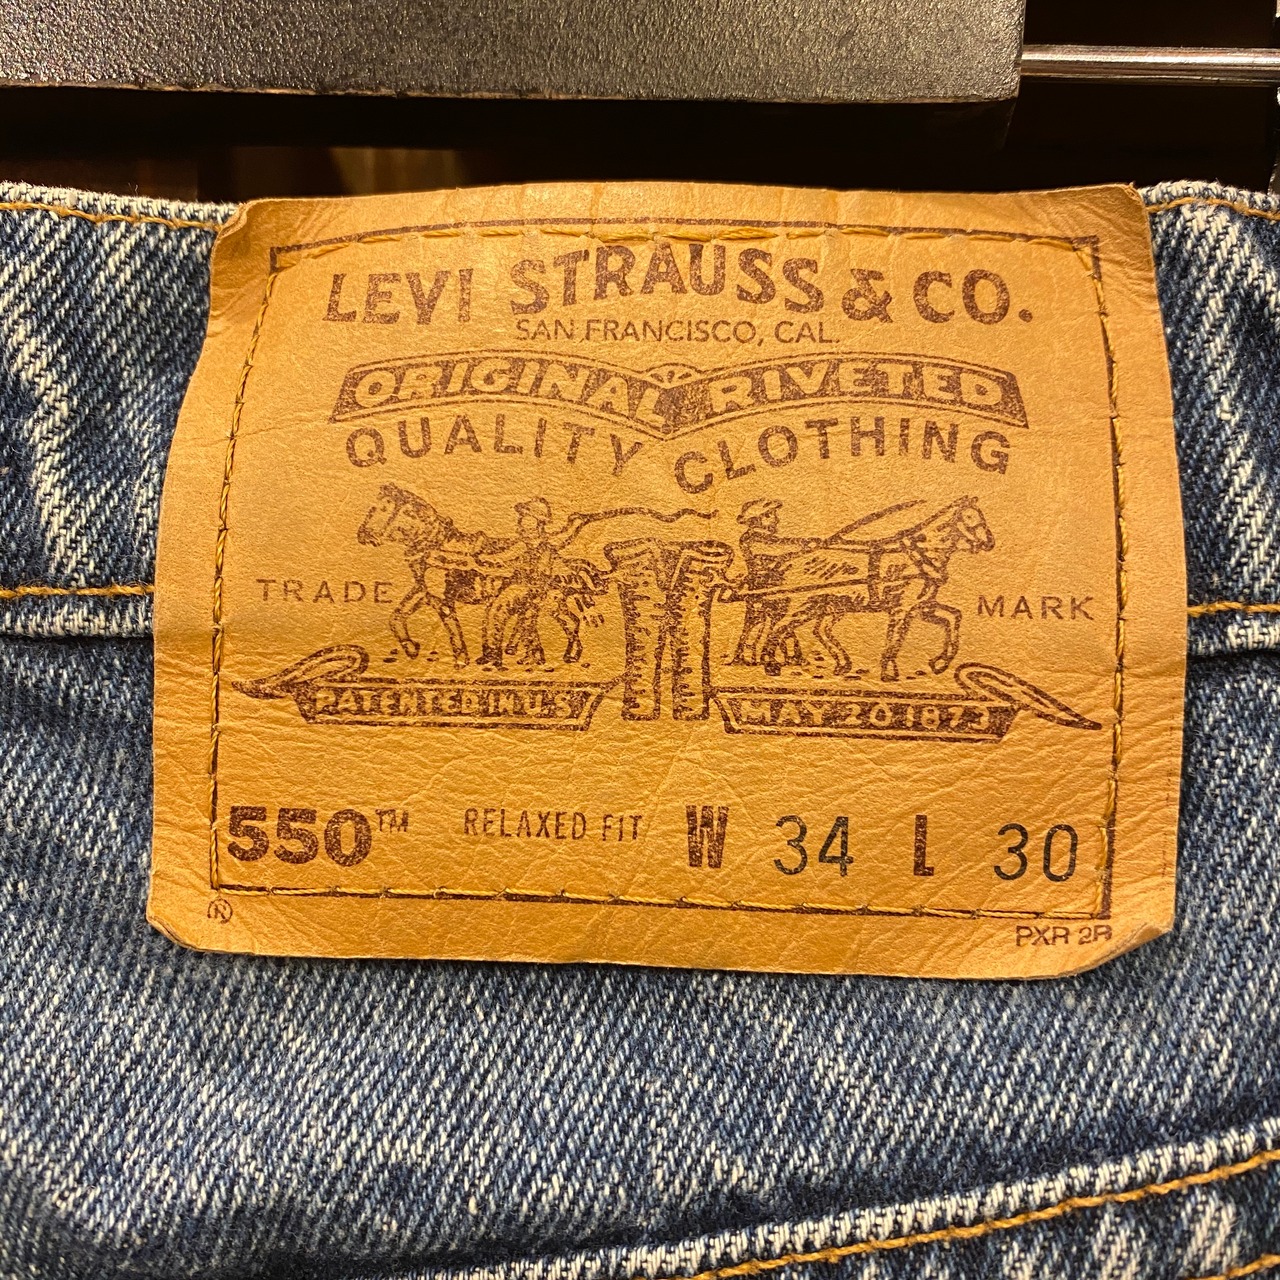 LEVI STRAUSS & CO.
SAN FRANCISCO, CAL.
ORIGINAL RIVETED
QUALITY CLOTHING
TRADE MARK
PATENTED IN U.S MAY 20 1873
550™ RELAXED FIT W 34 L 30
®
PXR 2R